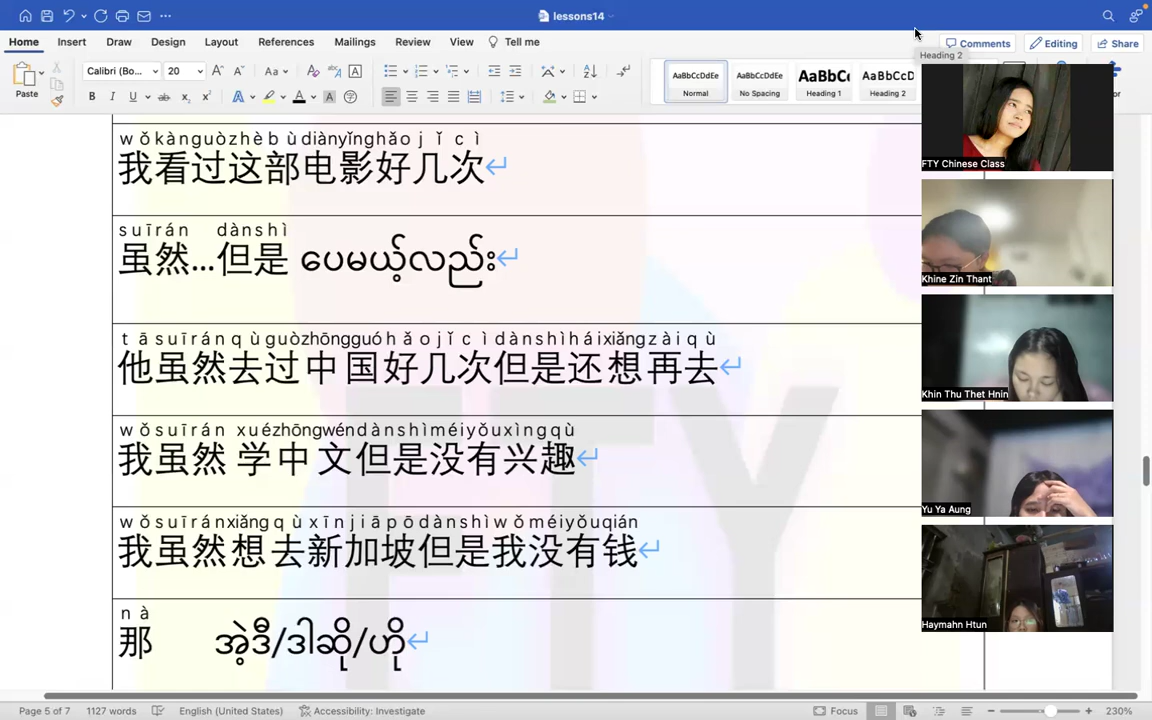 lessons14
Home Insert Draw Design Layout References Mailings Review View Tell me Comments Editing Share
Paste
Calibri (Bo... 20
AaBbCcDdEe AaBbCcDdEe AaBbC AaBbCcD
Normal No Spacing Heading 1 Heading 2
Heading 2
wǒkànguòzhèbùdiànyǐnghǎojǐcì
我看过这部电影好几次
suīrán dànshì
虽然...但是 ပေမယ့်လည်း
tāsuīránqùguòzhōngguóhǎojǐcìdànshìháixiǎngzàiqù
他虽然去过中国好几次但是还想再去
wǒsuīrán xuézhōngwéndànshìméiyǒuxìngqù
我虽然 学中文但是没有兴趣
wǒsuīránxiǎngqùxīnjiāpōdànshìwǒméiyǒuqián
我虽然想去新加坡但是我没有钱
nà
那 အဲ့ဒီ/ဒါဆို/ဟို
FTY
FTY Chinese Class
Khine Zin Thant
Khin Thu Thet Hnin
Yu Ya Aung
Haymahn Htun
Page 5 of 7 1127 words English (United States) Accessibility: Investigate Focus 230%